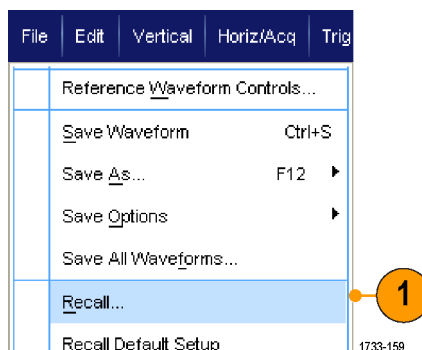 File Edit Vertical Horiz/Acq Trig
Reference Waveform Controls...
Save Waveform Ctrl+S
Save As... F12
Save Options
Save All Waveforms...
Recall... 1
Recall Default Setup
1733-159